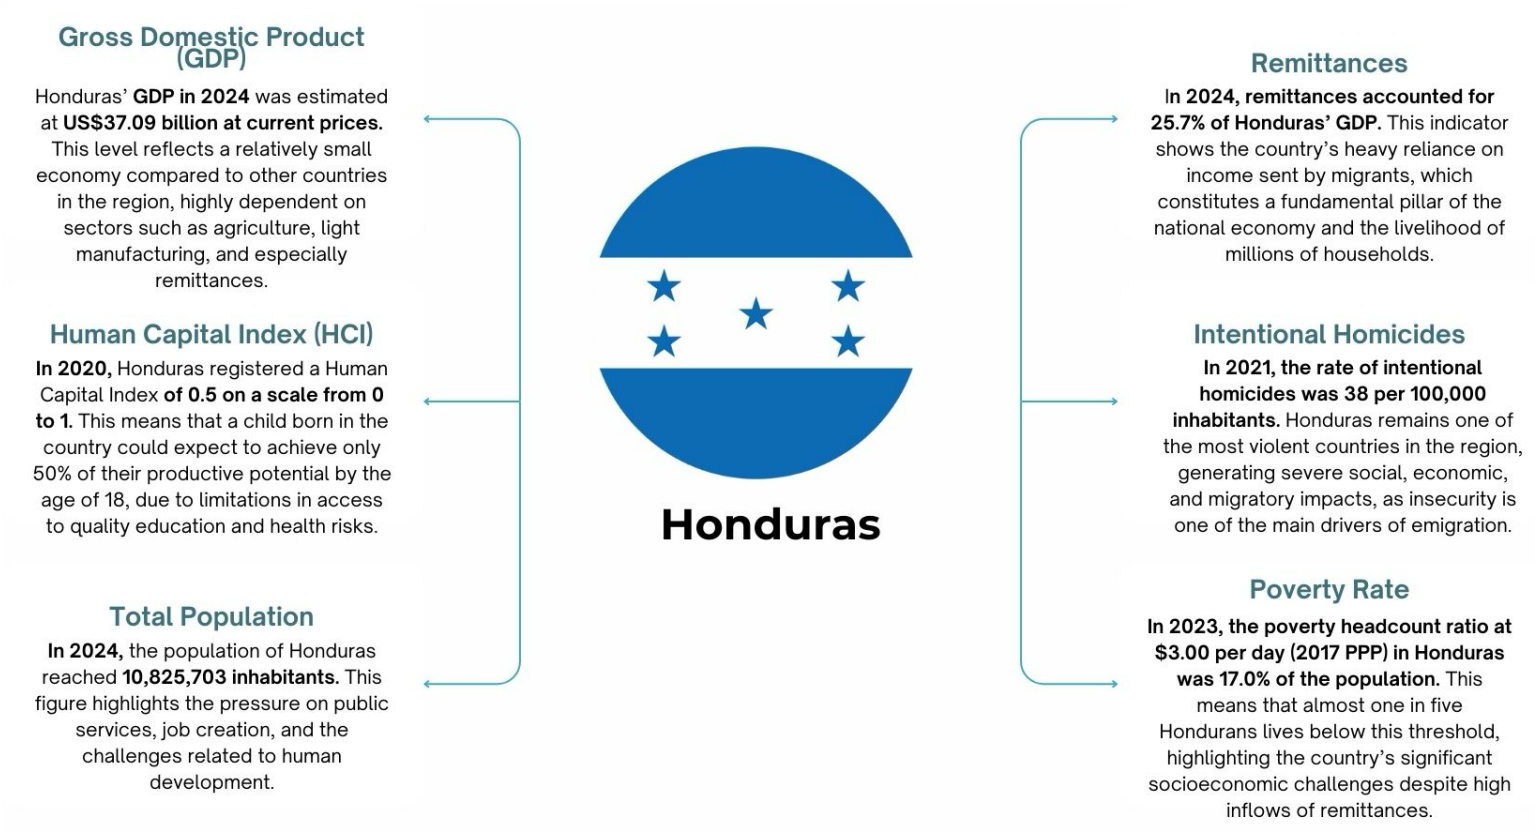 Gross Domestic Product
(GDP)
Honduras’ GDP in 2024 was estimated
at US$37.09 billion at current prices.
This level reflects a relatively small
economy compared to other countries
in the region, highly dependent on
sectors such as agriculture, light
manufacturing, and especially
remittances.
Human Capital Index (HCI)
In 2020, Honduras registered a Human
Capital Index of 0.5 on a scale from 0
to 1. This means that a child born in the
country could expect to achieve only
50% of their productive potential by the
age of 18, due to limitations in access
to quality education and health risks.
Total Population
In 2024, the population of Honduras
reached 10,825,703 inhabitants. This
figure highlights the pressure on public
services, job creation, and the
challenges related to human
development.
Honduras
Remittances
In 2024, remittances accounted for
25.7% of Honduras’ GDP. This indicator
shows the country’s heavy reliance on
income sent by migrants, which
constitutes a fundamental pillar of the
national economy and the livelihood of
millions of households.
Intentional Homicides
In 2021, the rate of intentional
homicides was 38 per 100,000
inhabitants. Honduras remains one of
the most violent countries in the region,
generating severe social, economic,
and migratory impacts, as insecurity is
one of the main drivers of emigration.
Poverty Rate
In 2023, the poverty headcount ratio at
$3.00 per day (2017 PPP) in Honduras
was 17.0% of the population. This
means that almost one in five
Hondurans lives below this threshold,
highlighting the country’s significant
socioeconomic challenges despite high
inflows of remittances.